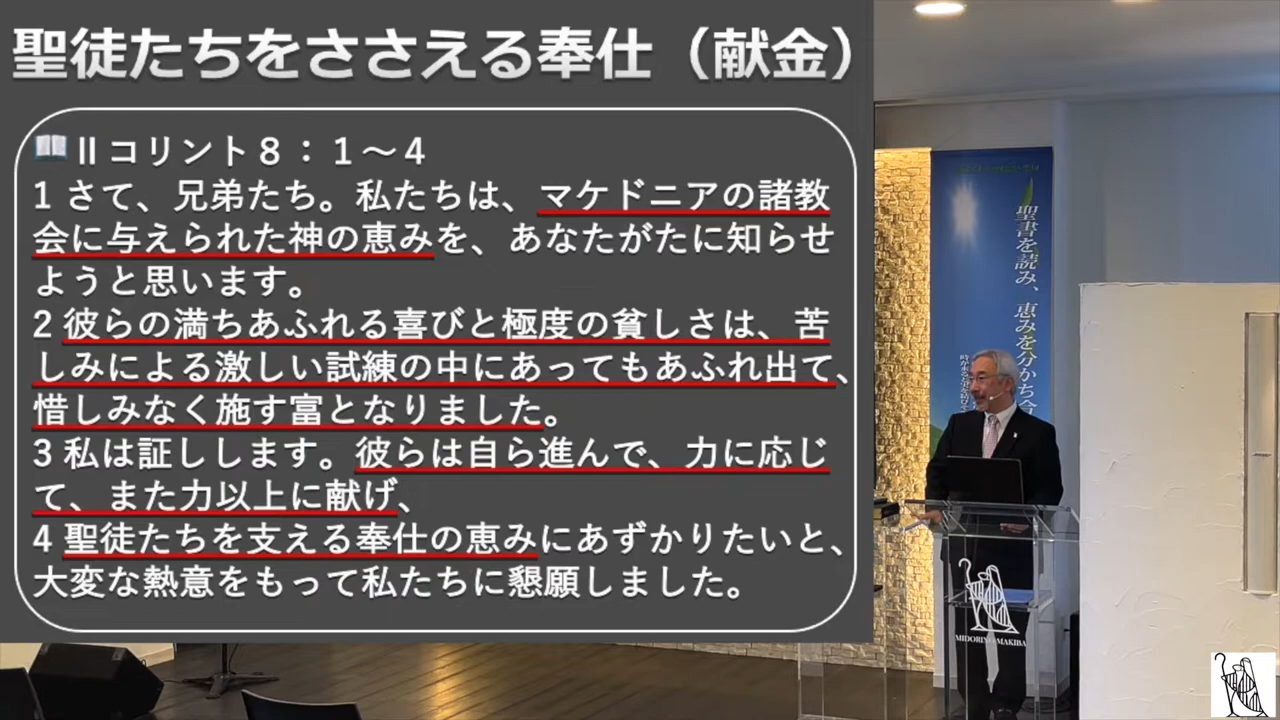 聖徒たちをささえる奉仕（献金）
Ⅱコリント８：１～４
1 さて、兄弟たち。私たちは、マケドニアの諸教
会に与えられた神の恵みを、あなたがたに知らせ
ようと思います。
2 彼らの満ちあふれる喜びと極度の貧しさは、苦
しみによる激しい試練の中にあってもあふれ出て、
惜しみなく施す富となりました。
3 私は証しします。彼らは自ら進んで、力に応じ
て、また力以上に献げ、
4 聖徒たちを支える奉仕の恵みにあずかりたいと、
大変な熱意をもって私たちに懇願しました。
聖書を読み、恵みを分かち合
MIDORINO MAKIBA